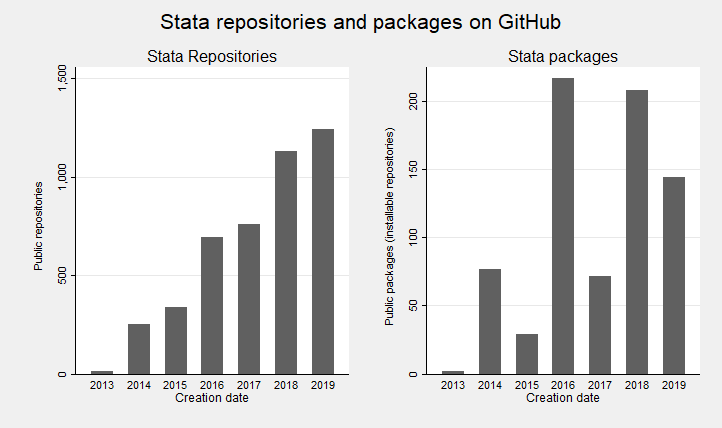 Stata repositories and packages on GitHub
Stata Repositories
Public repositories
1,500
1,000
500
0
2013 2014 2015 2016 2017 2018 2019
Creation date
Stata packages
Public packages (installable repositories)
200
150
100
50
0
2013 2014 2015 2016 2017 2018 2019
Creation date